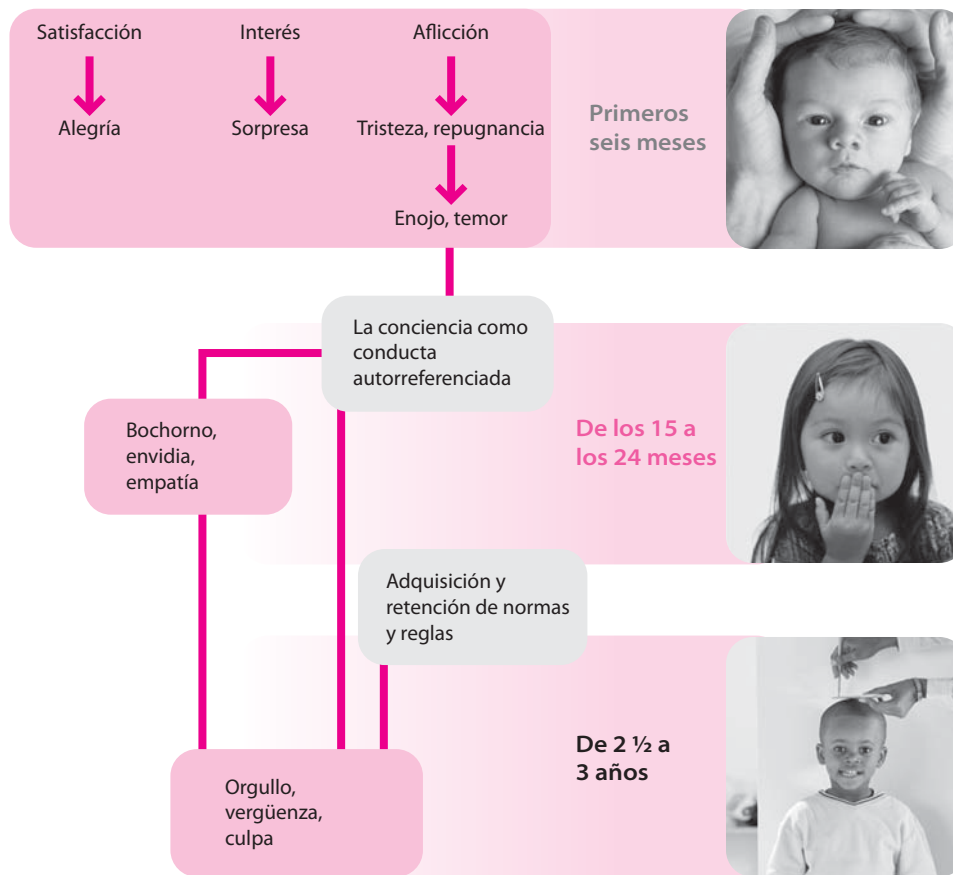 Satisfacción
Interés
Aflicción
Alegría
Sorpresa
Tristeza, repugnancia
Enojo, temor
Primeros
seis meses
La conciencia como
conducta
autorreferenciada
Bochorno,
envidia,
empatía
De los 15 a
los 24 meses
Adquisición y
retención de normas
y reglas
De 2 ½ a
3 años
Orgullo,
vergüenza,
culpa